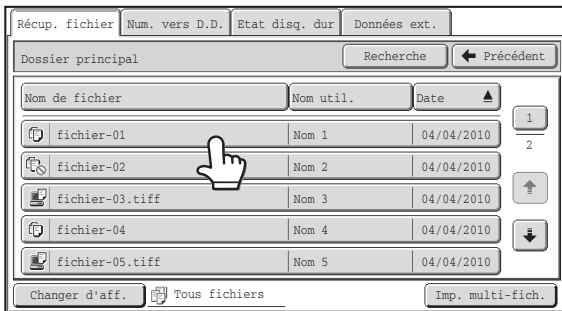 Récup. fichier Num. vers D.D. Etat disq. dur Données ext.
Dossier principal Recherche Précédent
Nom de fichier Nom util. Date
fichier-01 Nom 1 04/04/2010
fichier-02 Nom 2 04/04/2010
fichier-03.tiff Nom 3 04/04/2010
fichier-04 Nom 4 04/04/2010
fichier-05.tiff Nom 5 04/04/2010
1
2
Changer d'aff. Tous fichiers Imp. multi-fich.